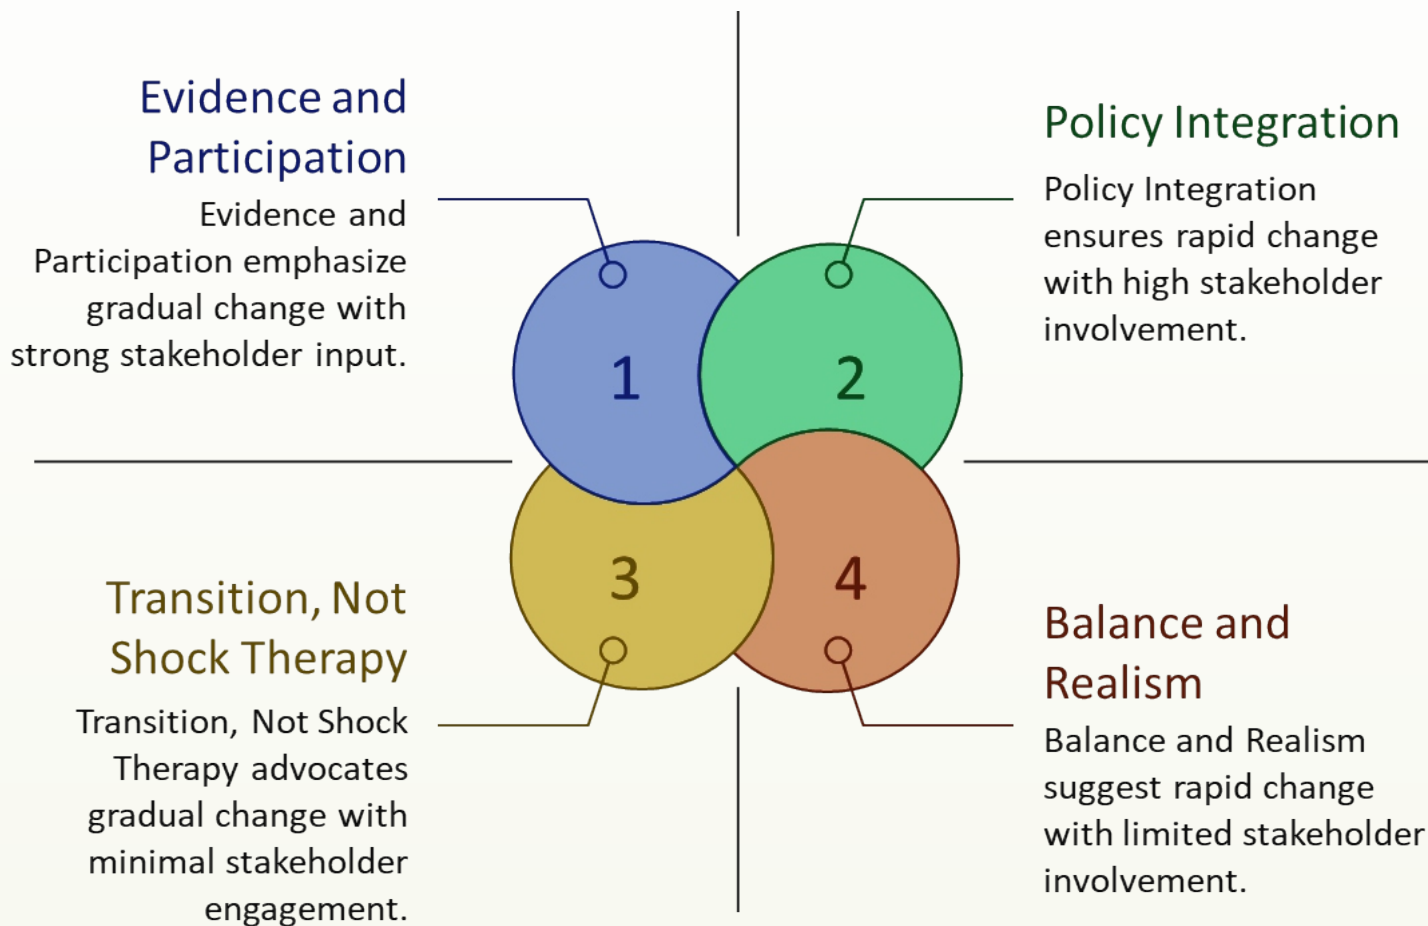 Evidence and
Participation
Evidence and
Participation emphasize
gradual change with
strong stakeholder input.
Policy Integration
Policy Integration
ensures rapid change
with high stakeholder
involvement.
1
2
3
4
Transition, Not
Shock Therapy
Transition, Not Shock
Therapy advocates
gradual change with
minimal stakeholder
engagement.
Balance and
Realism
Balance and Realism
suggest rapid change
with limited stakeholder
involvement.